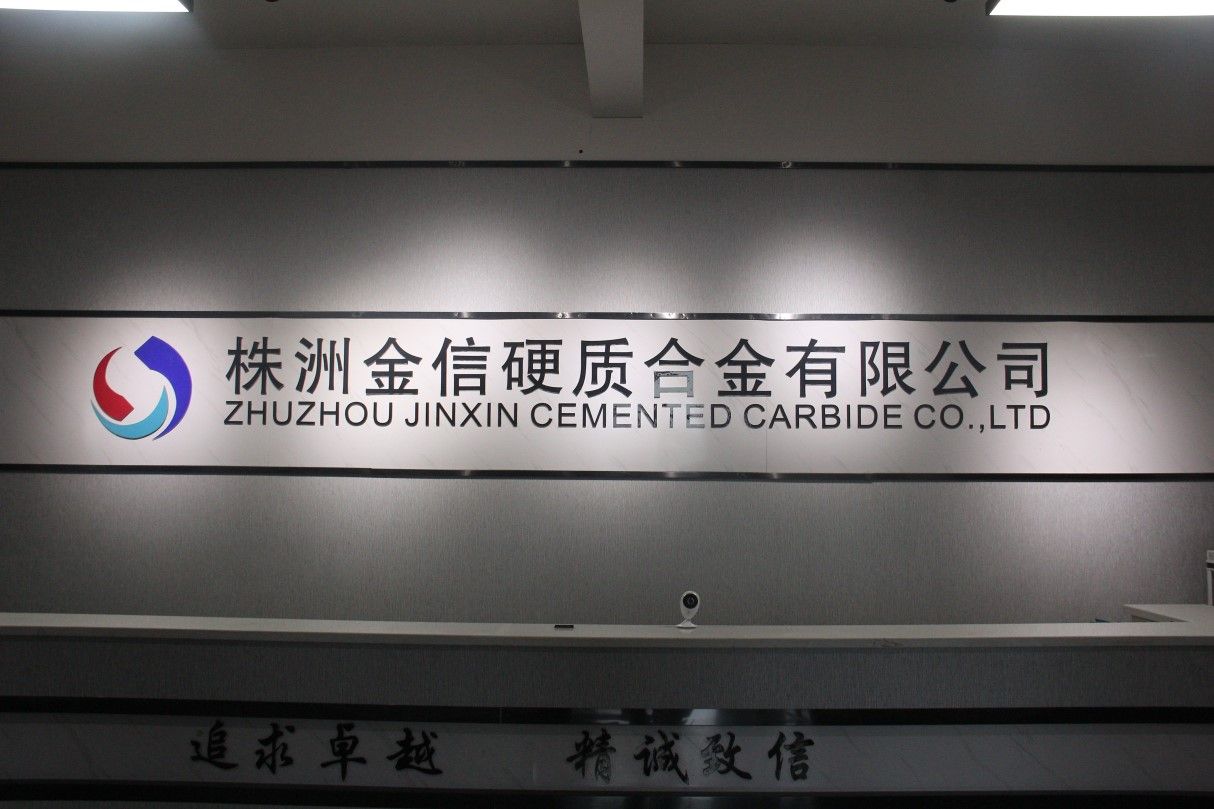 株洲金信硬质合金有限公司
ZHUZHOU JINXIN CEMENTED CARBIDE CO.,LTD
追求卓越 精诚致信